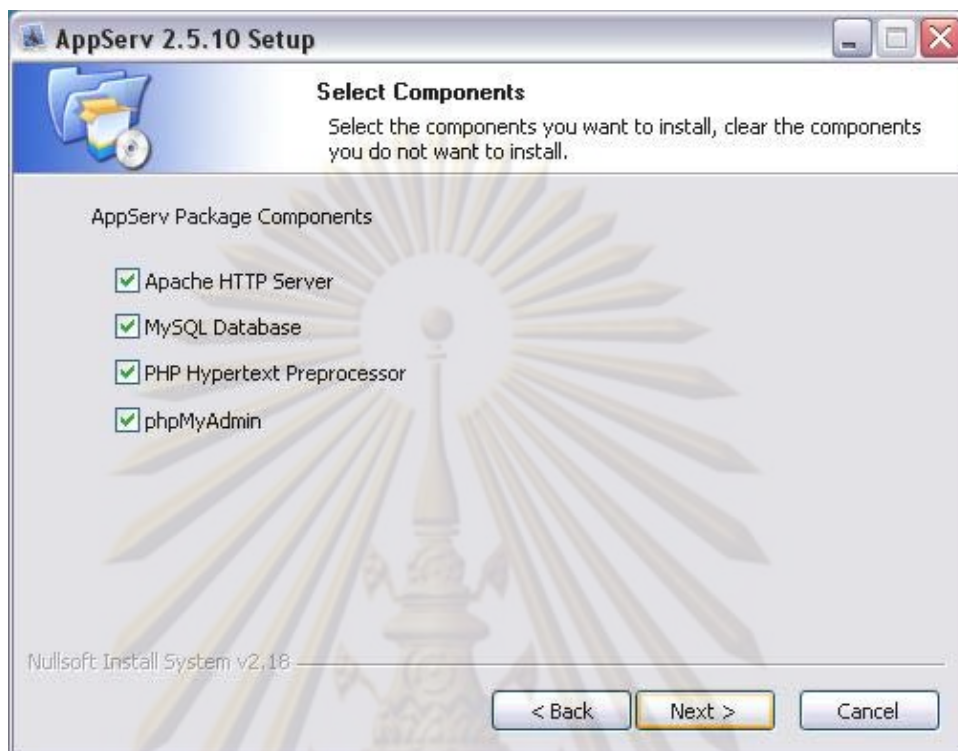 AppServ 2.5.10 Setup
Select Components
Select the components you want to install, clear the components
you do not want to install.
AppServ Package Components
Apache HTTP Server
MySQL Database
PHP Hypertext Preprocessor
phpMyAdmin
Nullsoft Install System v2.18
< Back
Next >
Cancel